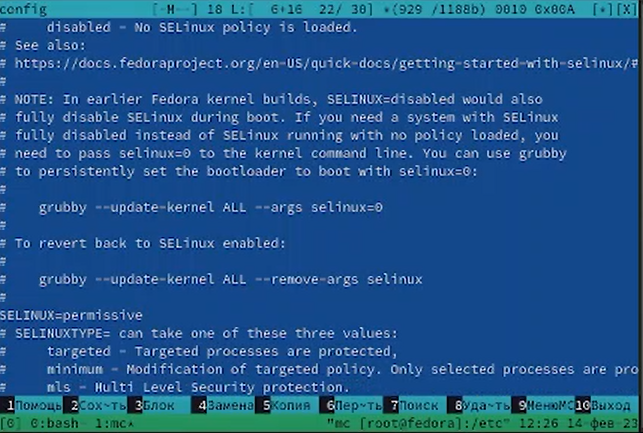 config [-M--] 18 L:[ 6+16 22/ 30] *(929 /1188b) 0010 0x00A [*][X]
# disabled - No SELinux policy is loaded.
# See also:
# https://docs.fedoraproject.org/en-US/quick-docs/getting-started-with-selinux/#
#
# NOTE: In earlier Fedora kernel builds, SELINUX=disabled would also
# fully disable SELinux during boot. If you need a system with SELinux
# fully disabled instead of SELinux running with no policy loaded, you
# need to pass selinux=0 to the kernel command line. You can use grubby
# to persistently set the bootloader to boot with selinux=0:
#
# grubby --update-kernel ALL --args selinux=0
#
# To revert back to SELinux enabled:
#
# grubby --update-kernel ALL --remove-args selinux
#
SELINUX=permissive
# SELINUXTYPE= can take one of these three values:
# targeted - Targeted processes are protected,
# minimum - Modification of targeted policy. Only selected processes are pro
# mls - Multi Level Security protection.
1Помощь 2Сох~ть 3Блок 4Замена 5Копия 6Пер~ть 7Поиск 8Уда~ть 9МенюMC 10Выход
[0] 0:bash- 1:mc* "mc [root@fedora]:/etc" 12:26 14-фев-23